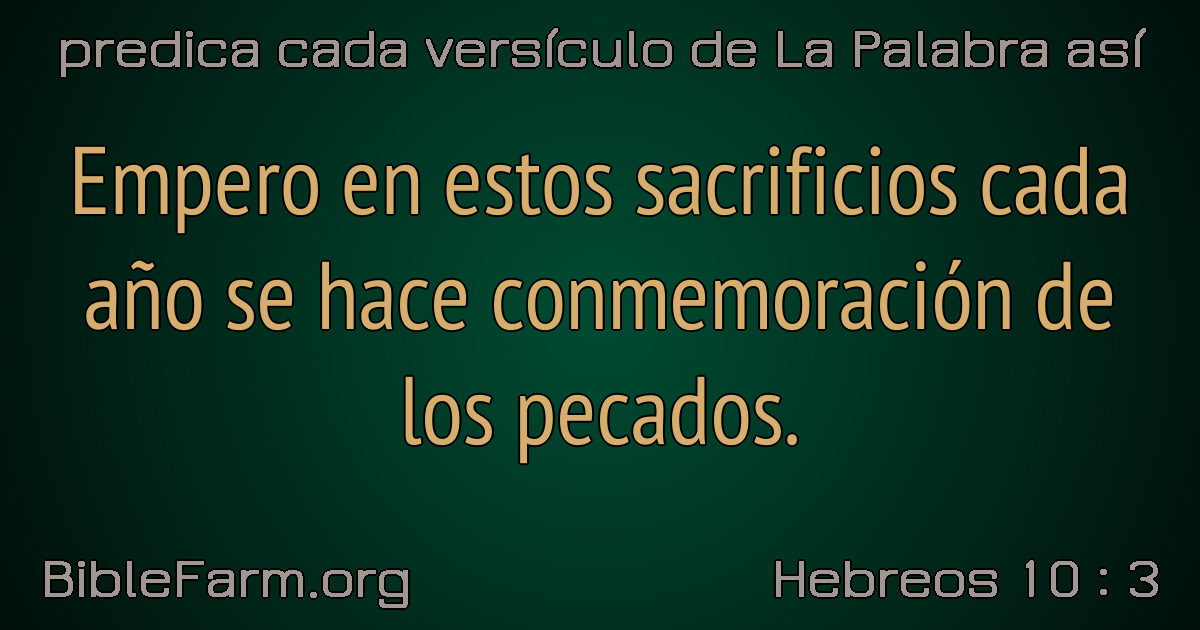 predica cada versículo de La Palabra así
Empero en estos sacrificios cada
año se hace conmemoración de
los pecados.
BibleFarm.org
Hebreos 10 : 3